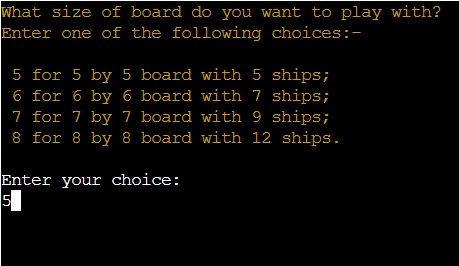 What size of board do you want to play with?
Enter one of the following choices:-
5 for 5 by 5 board with 5 ships;
6 for 6 by 6 board with 7 ships;
7 for 7 by 7 board with 9 ships;
8 for 8 by 8 board with 12 ships.
Enter your choice:
5